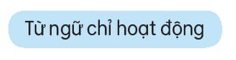 Từ ngữ chỉ hoạt động